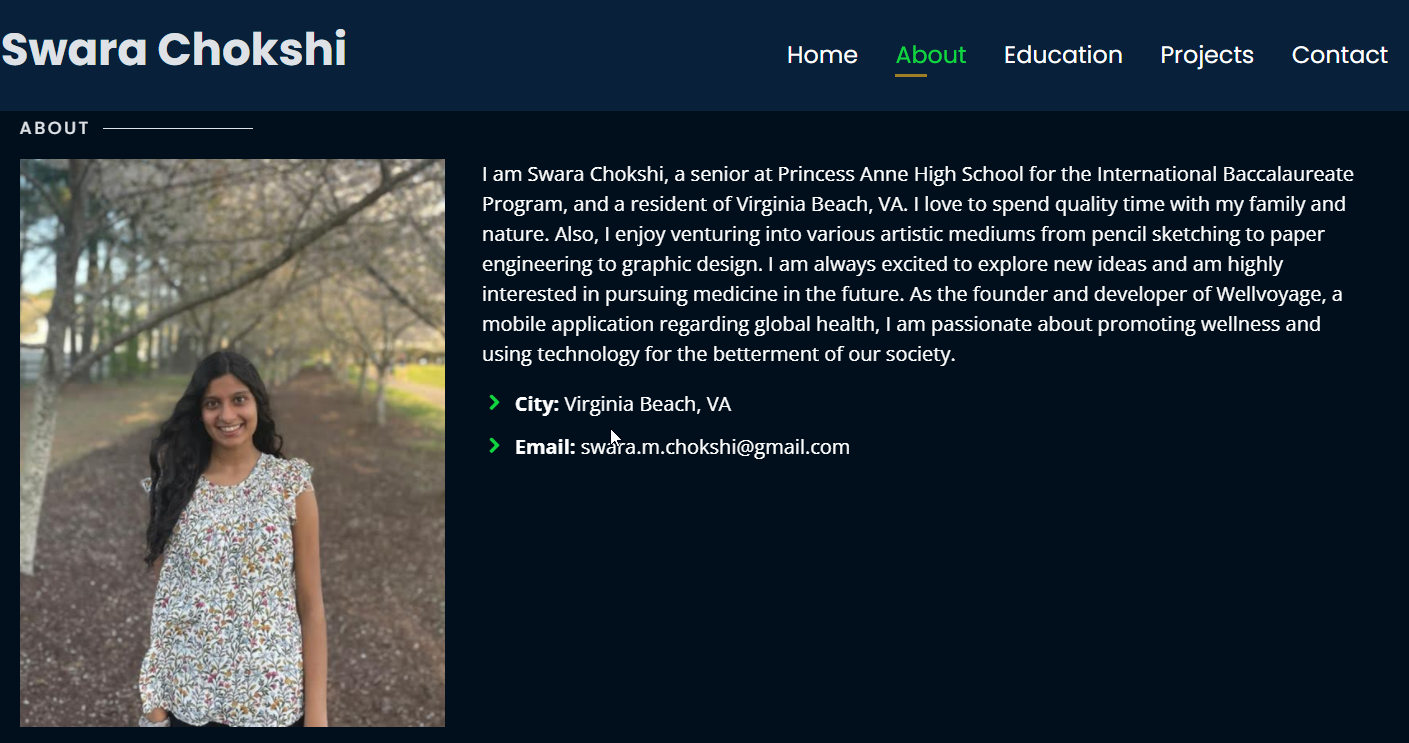 Swara Chokshi
Home About Education Projects Contact
ABOUT
I am Swara Chokshi, a senior at Princess Anne High School for the International Baccalaureate
Program, and a resident of Virginia Beach, VA. I love to spend quality time with my family and
nature. Also, I enjoy venturing into various artistic mediums from pencil sketching to paper
engineering to graphic design. I am always excited to explore new ideas and am highly
interested in pursuing medicine in the future. As the founder and developer of Wellvoyage, a
mobile application regarding global health, I am passionate about promoting wellness and
using technology for the betterment of our society.
City: Virginia Beach, VA
Email: swara.m.chokshi@gmail.com